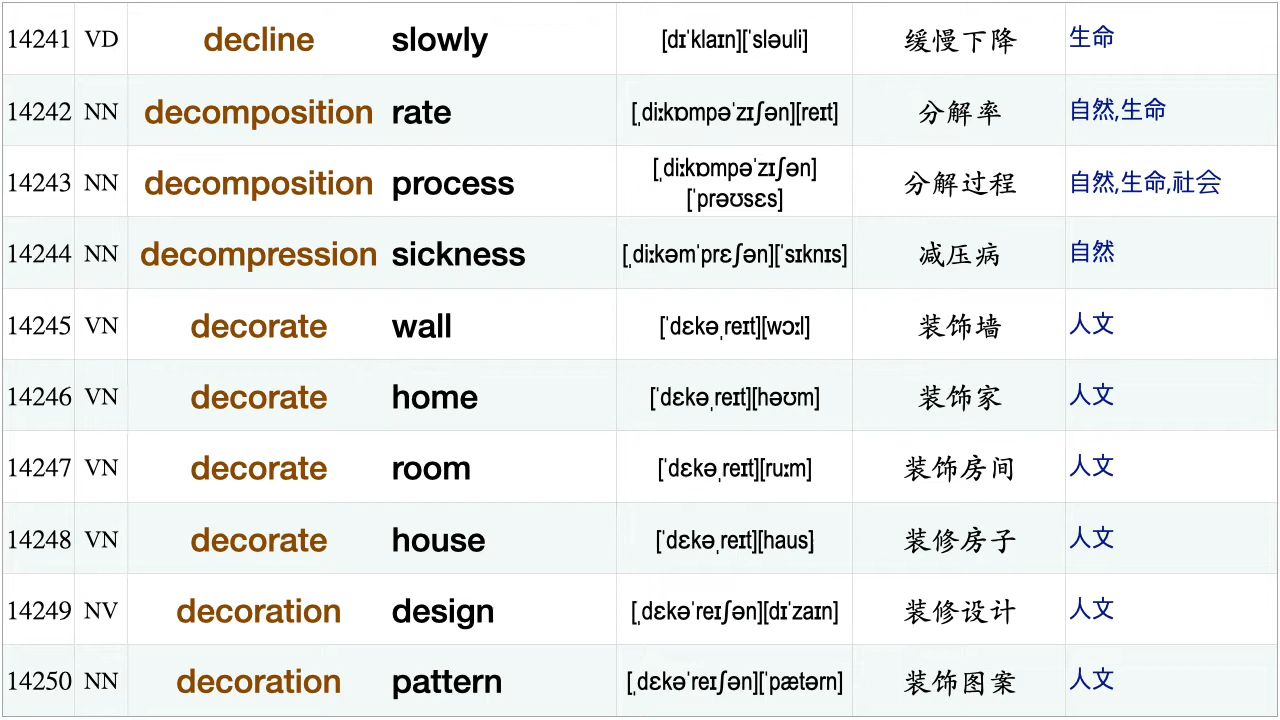 14241 VD decline slowly [dɪˈklaɪn][ˈsləuli] 缓慢下降 生命
14242 NN decomposition rate [ˌdiːkɒmpəˈzɪʃən][reɪt] 分解率 自然,生命
14243 NN decomposition process [ˌdiːkɒmpəˈzɪʃən] [ˈprəʊsɛs] 分解过程 自然,生命,社会
14244 NN decompression sickness [ˌdiːkəmˈprɛʃən][ˈsɪknɪs] 减压病 自然
14245 VN decorate wall [ˈdɛkəˌreɪt][wɔːl] 装饰墙 人文
14246 VN decorate home [ˈdɛkəˌreɪt][həʊm] 装饰家 人文
14247 VN decorate room [ˈdɛkəˌreɪt][ruːm] 装饰房间 人文
14248 VN decorate house [ˈdɛkəˌreɪt][haus] 装修房子 人文
14249 NV decoration design [ˌdɛkəˈreɪʃən][dɪˈzaɪn] 装修设计 人文
14250 NN decoration pattern [ˌdɛkəˈreɪʃən][ˈpætərn] 装饰图案 人文